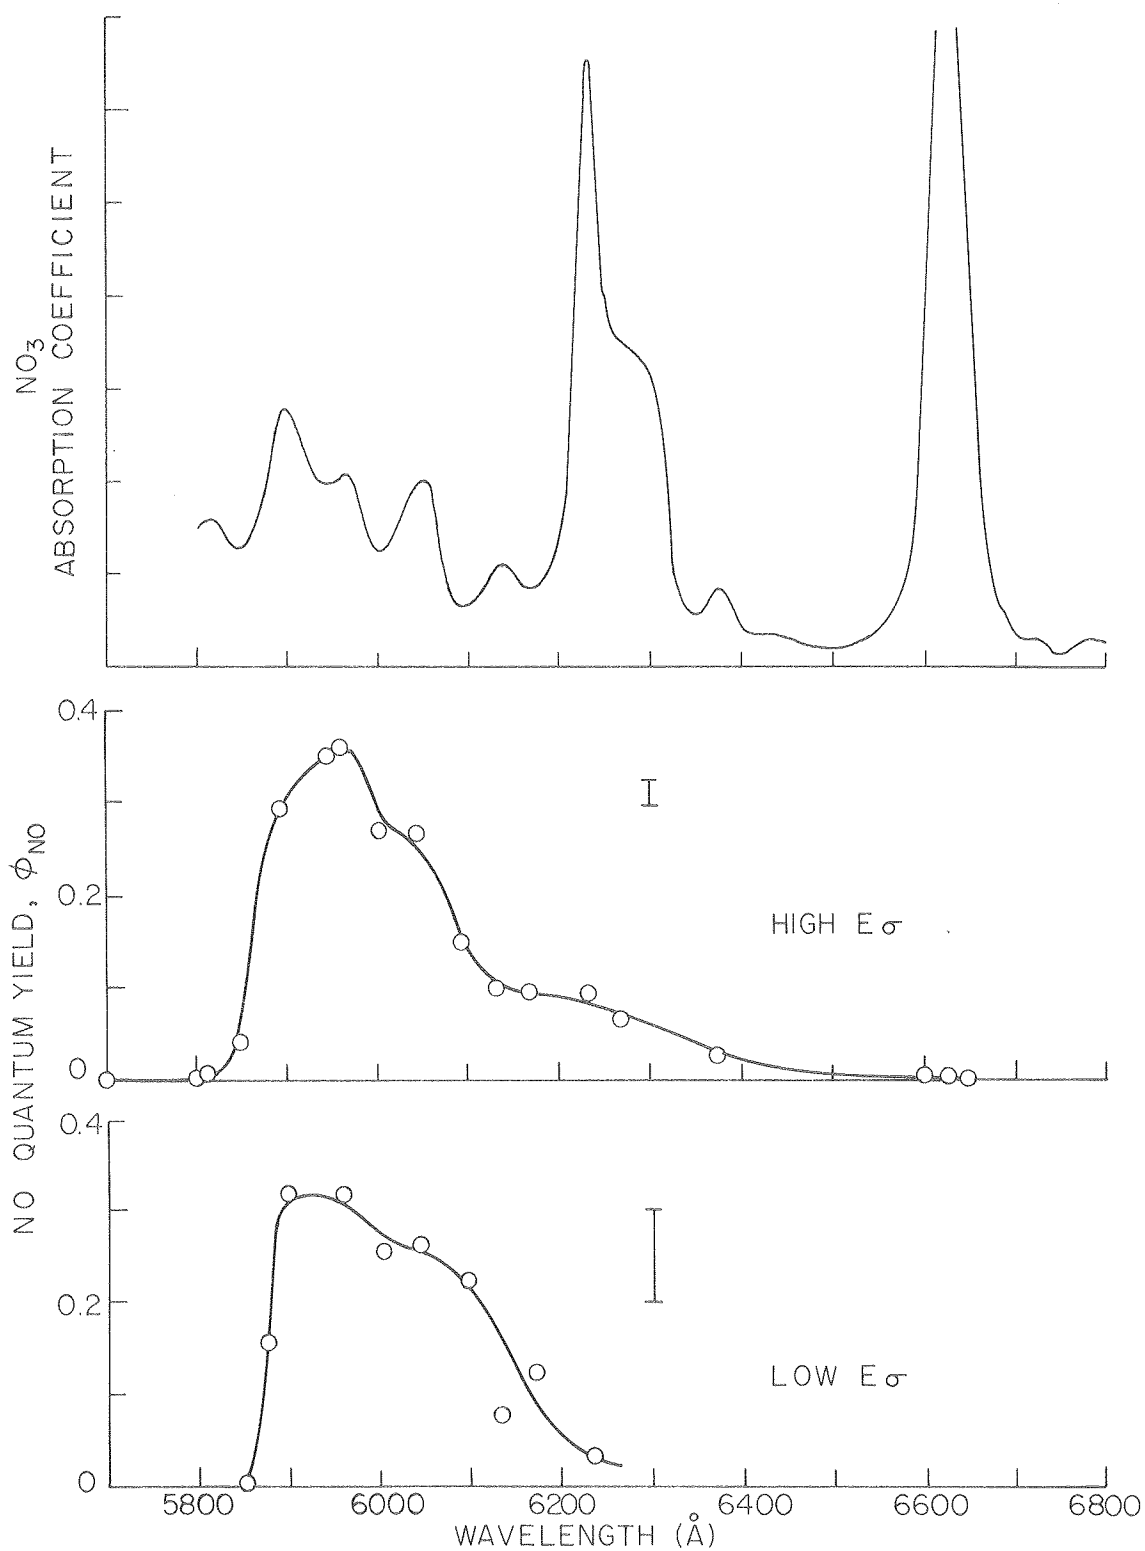 NO3
ABSORPTION COEFFICIENT
NO QUANTUM YIELD, ϕNO
0.4
0.2
0
HIGH Eσ
0.4
0.2
0
LOW Eσ
5800 6000 6200 6400 6600 6800
WAVELENGTH (Å)